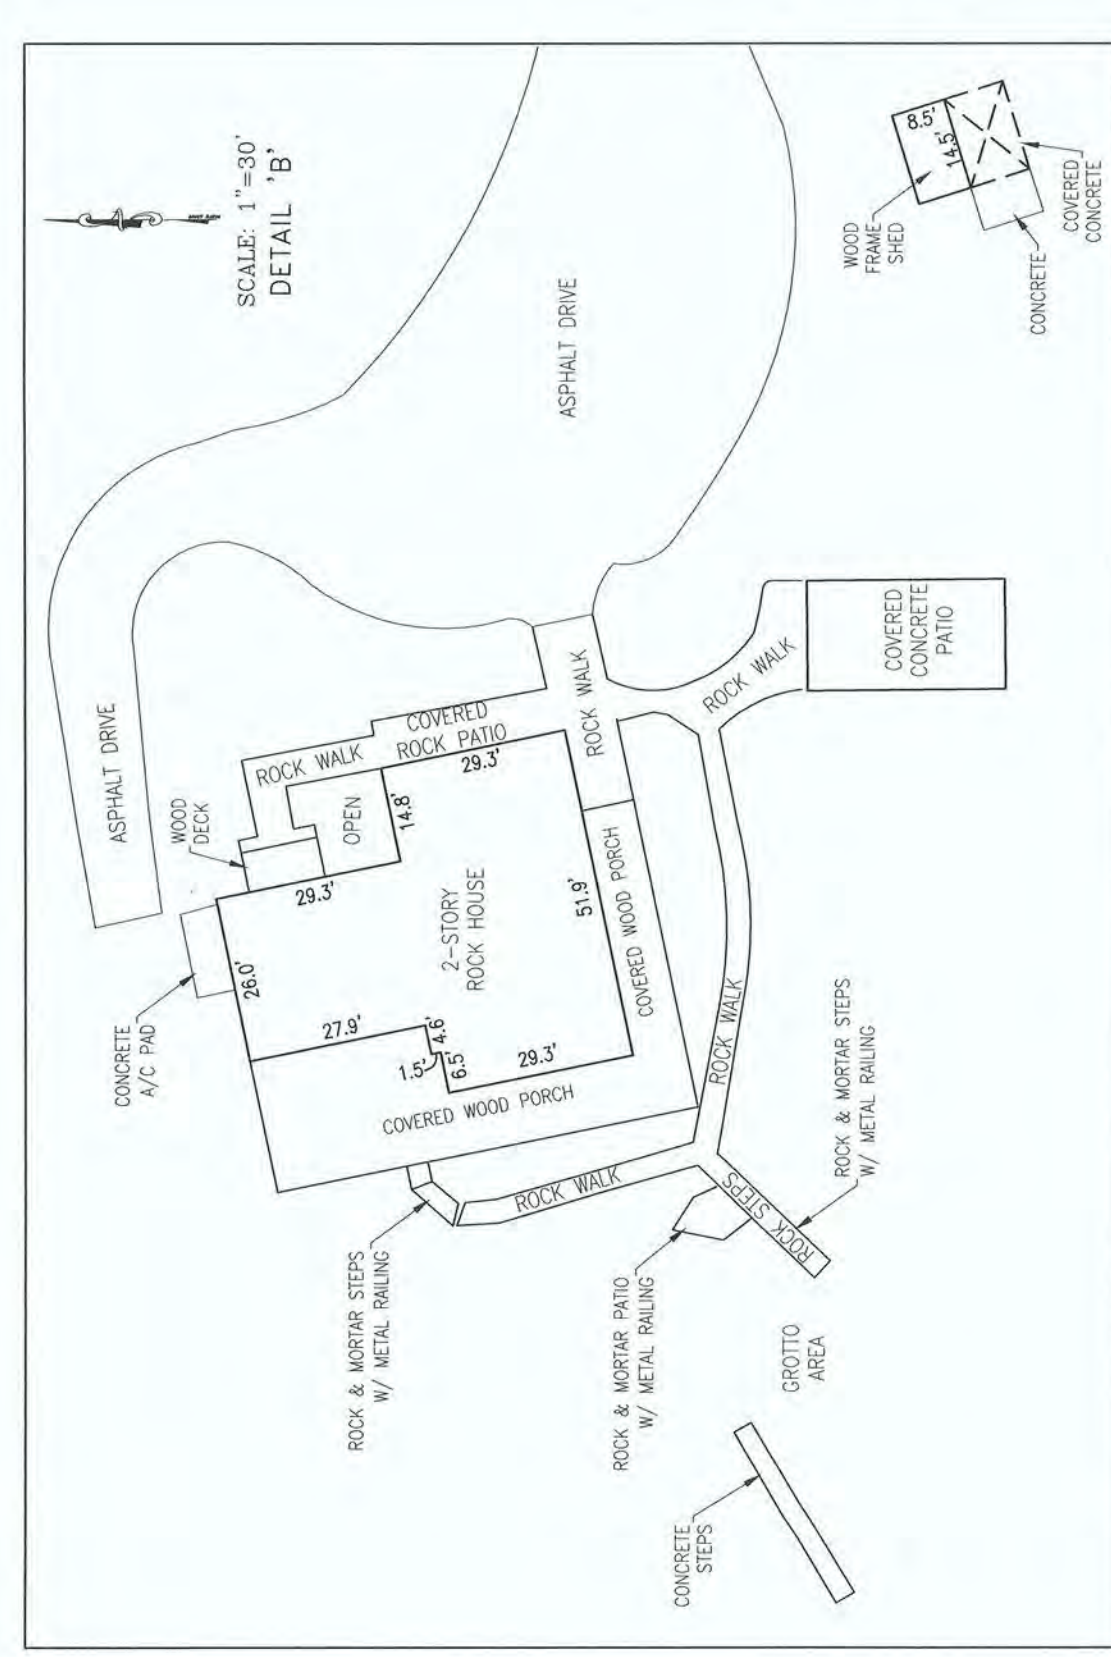 SCALE: 1"=30'
DETAIL 'B'
ASPHALT DRIVE
ASPHALT DRIVE
WOOD
DECK
CONCRETE
A/C PAD
ROCK WALK
COVERED
ROCK PATIO
OPEN
29.3'
14.8'
29.3'
26.0'
27.9'
1.5'
4.6'
6.5'
29.3'
51.9'
2-STORY
ROCK HOUSE
COVERED WOOD PORCH
COVERED WOOD PORCH
ROCK WALK
ROCK WALK
ROCK WALK
ROCK WALK
COVERED
CONCRETE
PATIO
8.5'
14.5'
WOOD
FRAME
SHED
CONCRETE
COVERED
CONCRETE
ROCK & MORTAR STEPS
W/ METAL RAILING
ROCK STEPS
ROCK & MORTAR STEPS
W/ METAL RAILING
ROCK & MORTAR PATIO
W/ METAL RAILING
GROTTO
AREA
CONCRETE
STEPS